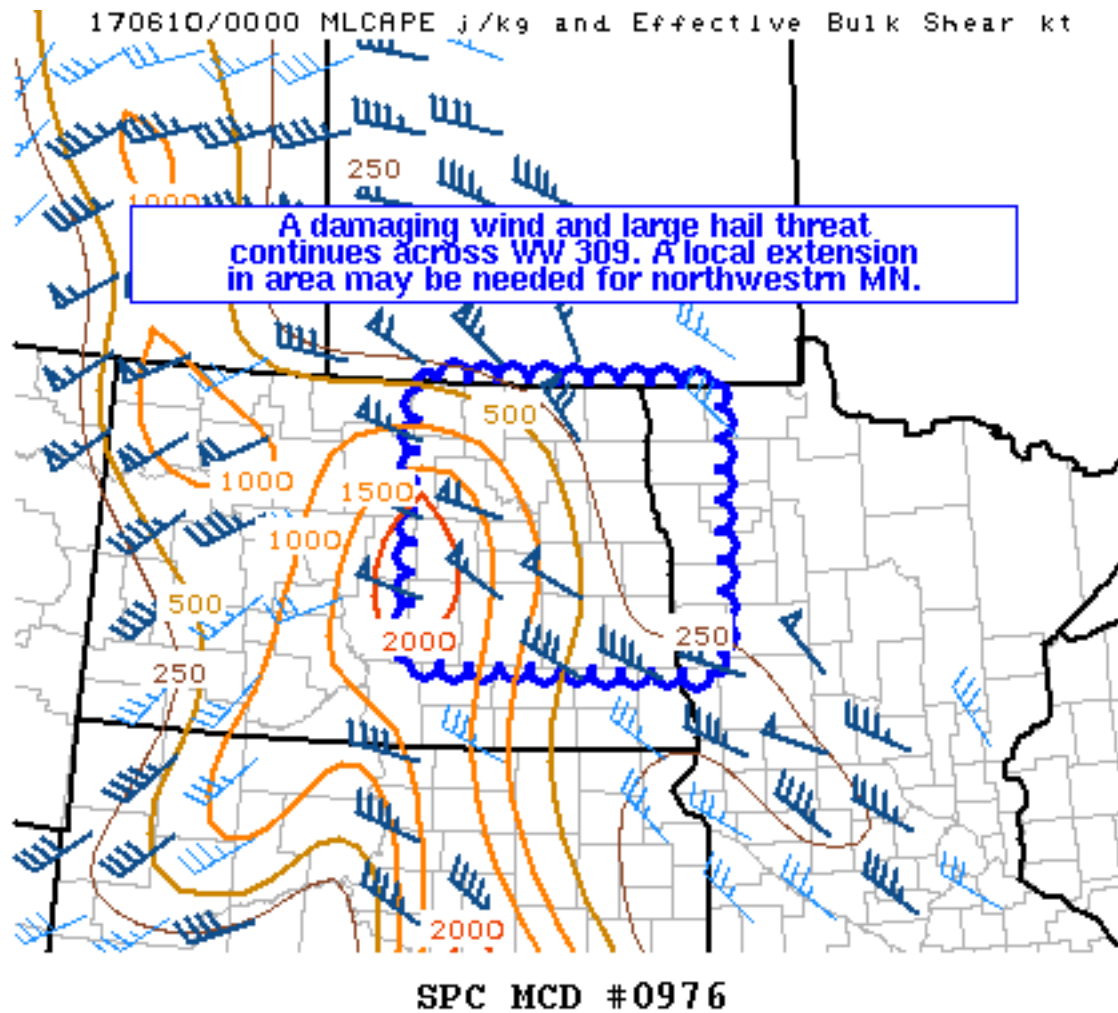 170610/0000 MLCAPE j/kg and Effective Bulk Shear kt
250
1000
A damaging wind and large hail threat
continues across WW 309. A local extension
in area may be needed for northwestrn MN.
500
1000
1500
1000
500
2000
250
250
2000
SPC MCD #0976